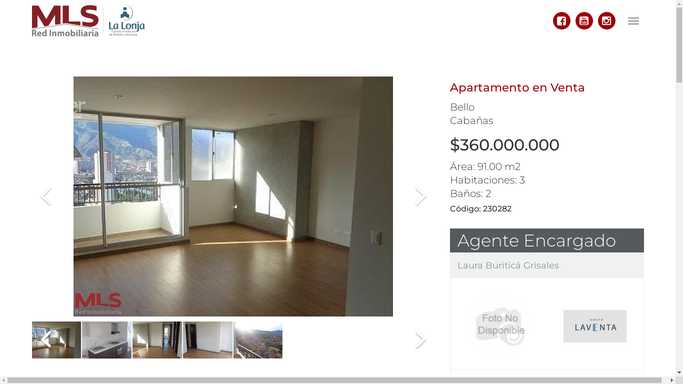 MLS
Red Inmobiliaria
La Lonja
Apartamento en Venta
Bello
Cabañas
$360.000.000
Área: 91.00 m2
Habitaciones: 3
Baños: 2
Código: 230282
MLS
Red Inmobiliaria
Agente Encargado
Laura Buriticá Grisales
Foto No
Disponible
LAVENTA